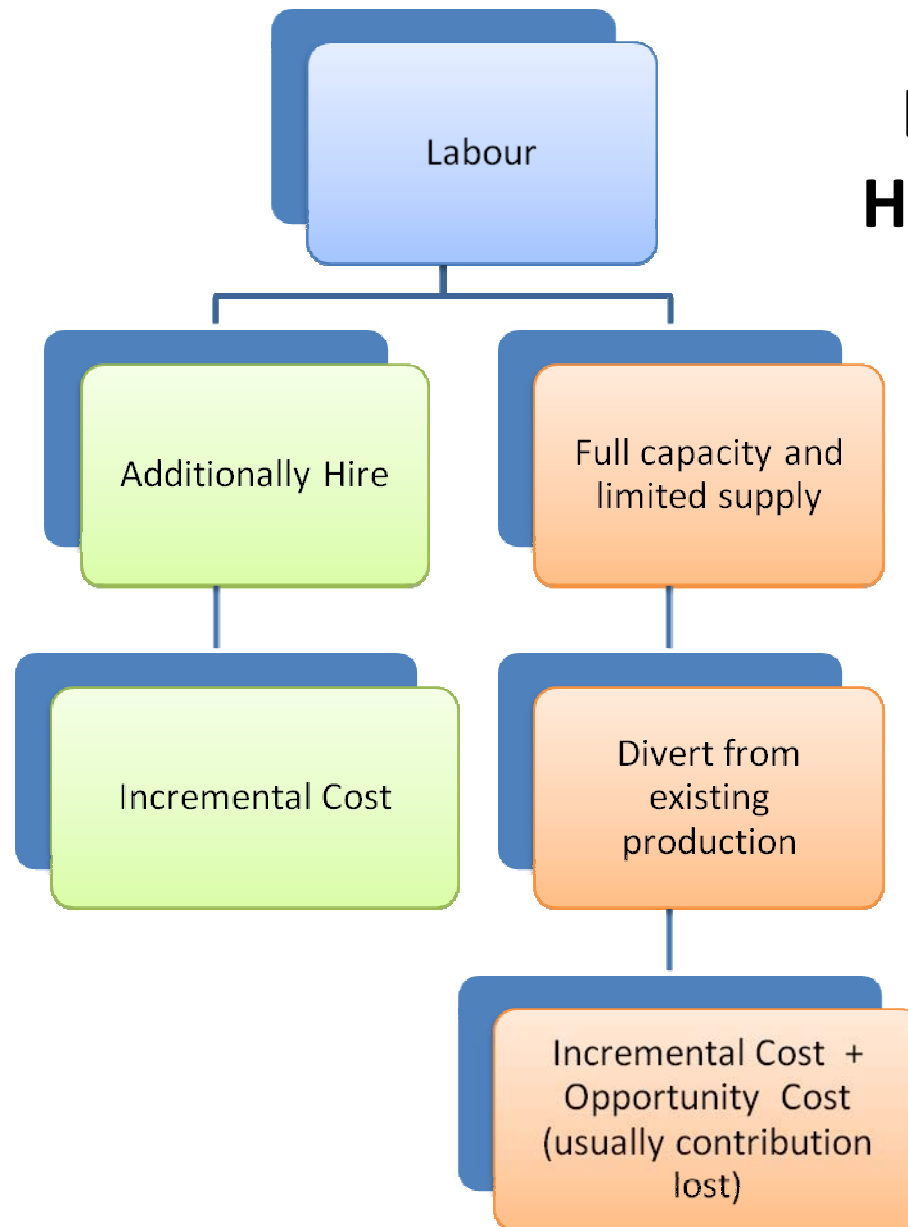 Labour
H
Additionally Hire
Full capacity and
limited supply
Incremental Cost
Divert from
existing
production
Incremental Cost +
Opportunity Cost
(usually contribution
lost)